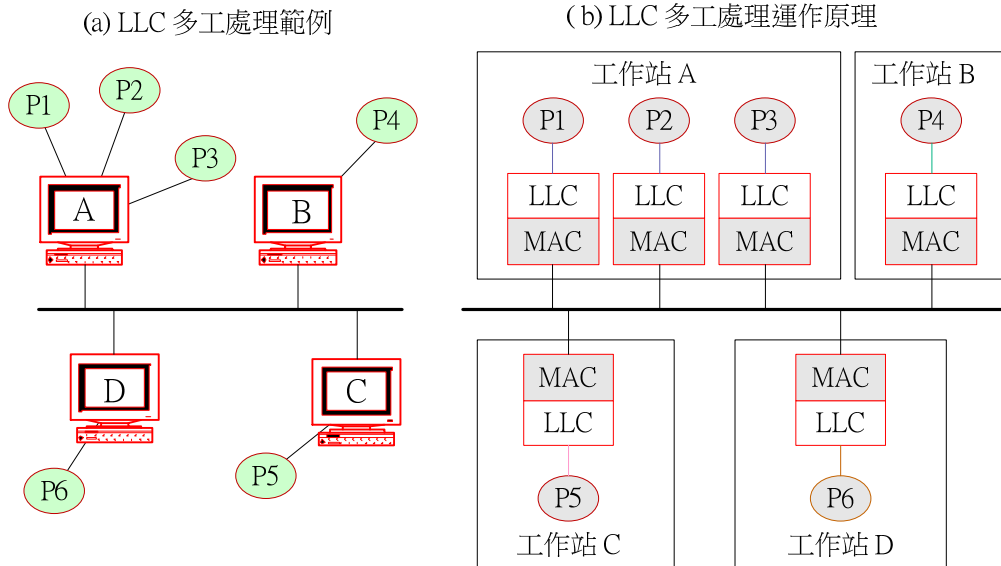 (a) LLC 多工處理範例
P1
P2
P3
P4
A
B
D
C
P6
P5
(b) LLC 多工處理運作原理
工作站 A
工作站 B
P1
P2
P3
P4
LLC
LLC
LLC
LLC
MAC
MAC
MAC
MAC
MAC
MAC
LLC
LLC
P5
P6
工作站 C
工作站 D